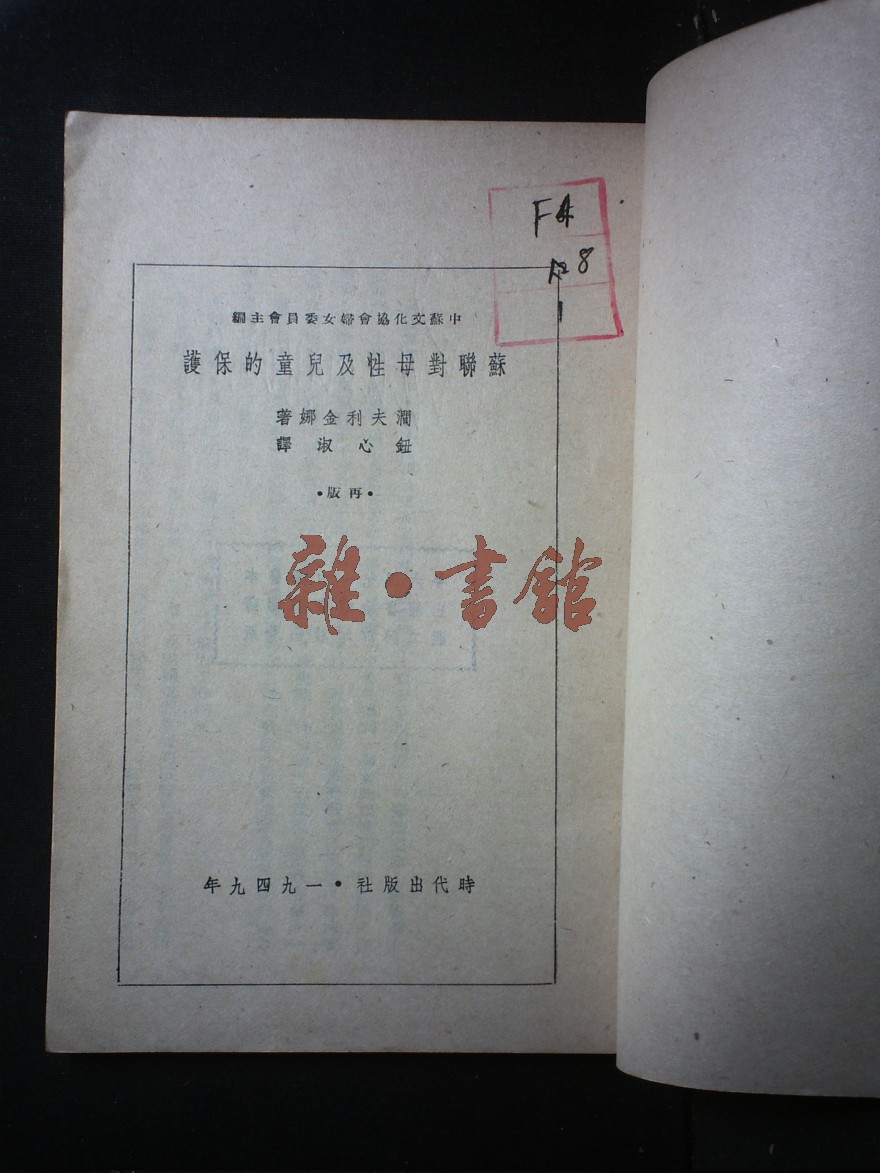 中蘇文化協會婦女委員會主編
蘇聯對母性及兒童的保護
濶夫利金娜著
鈕心淑譯
•再版•
雜•書館
時代出版社•一九四九年
F4
8
1